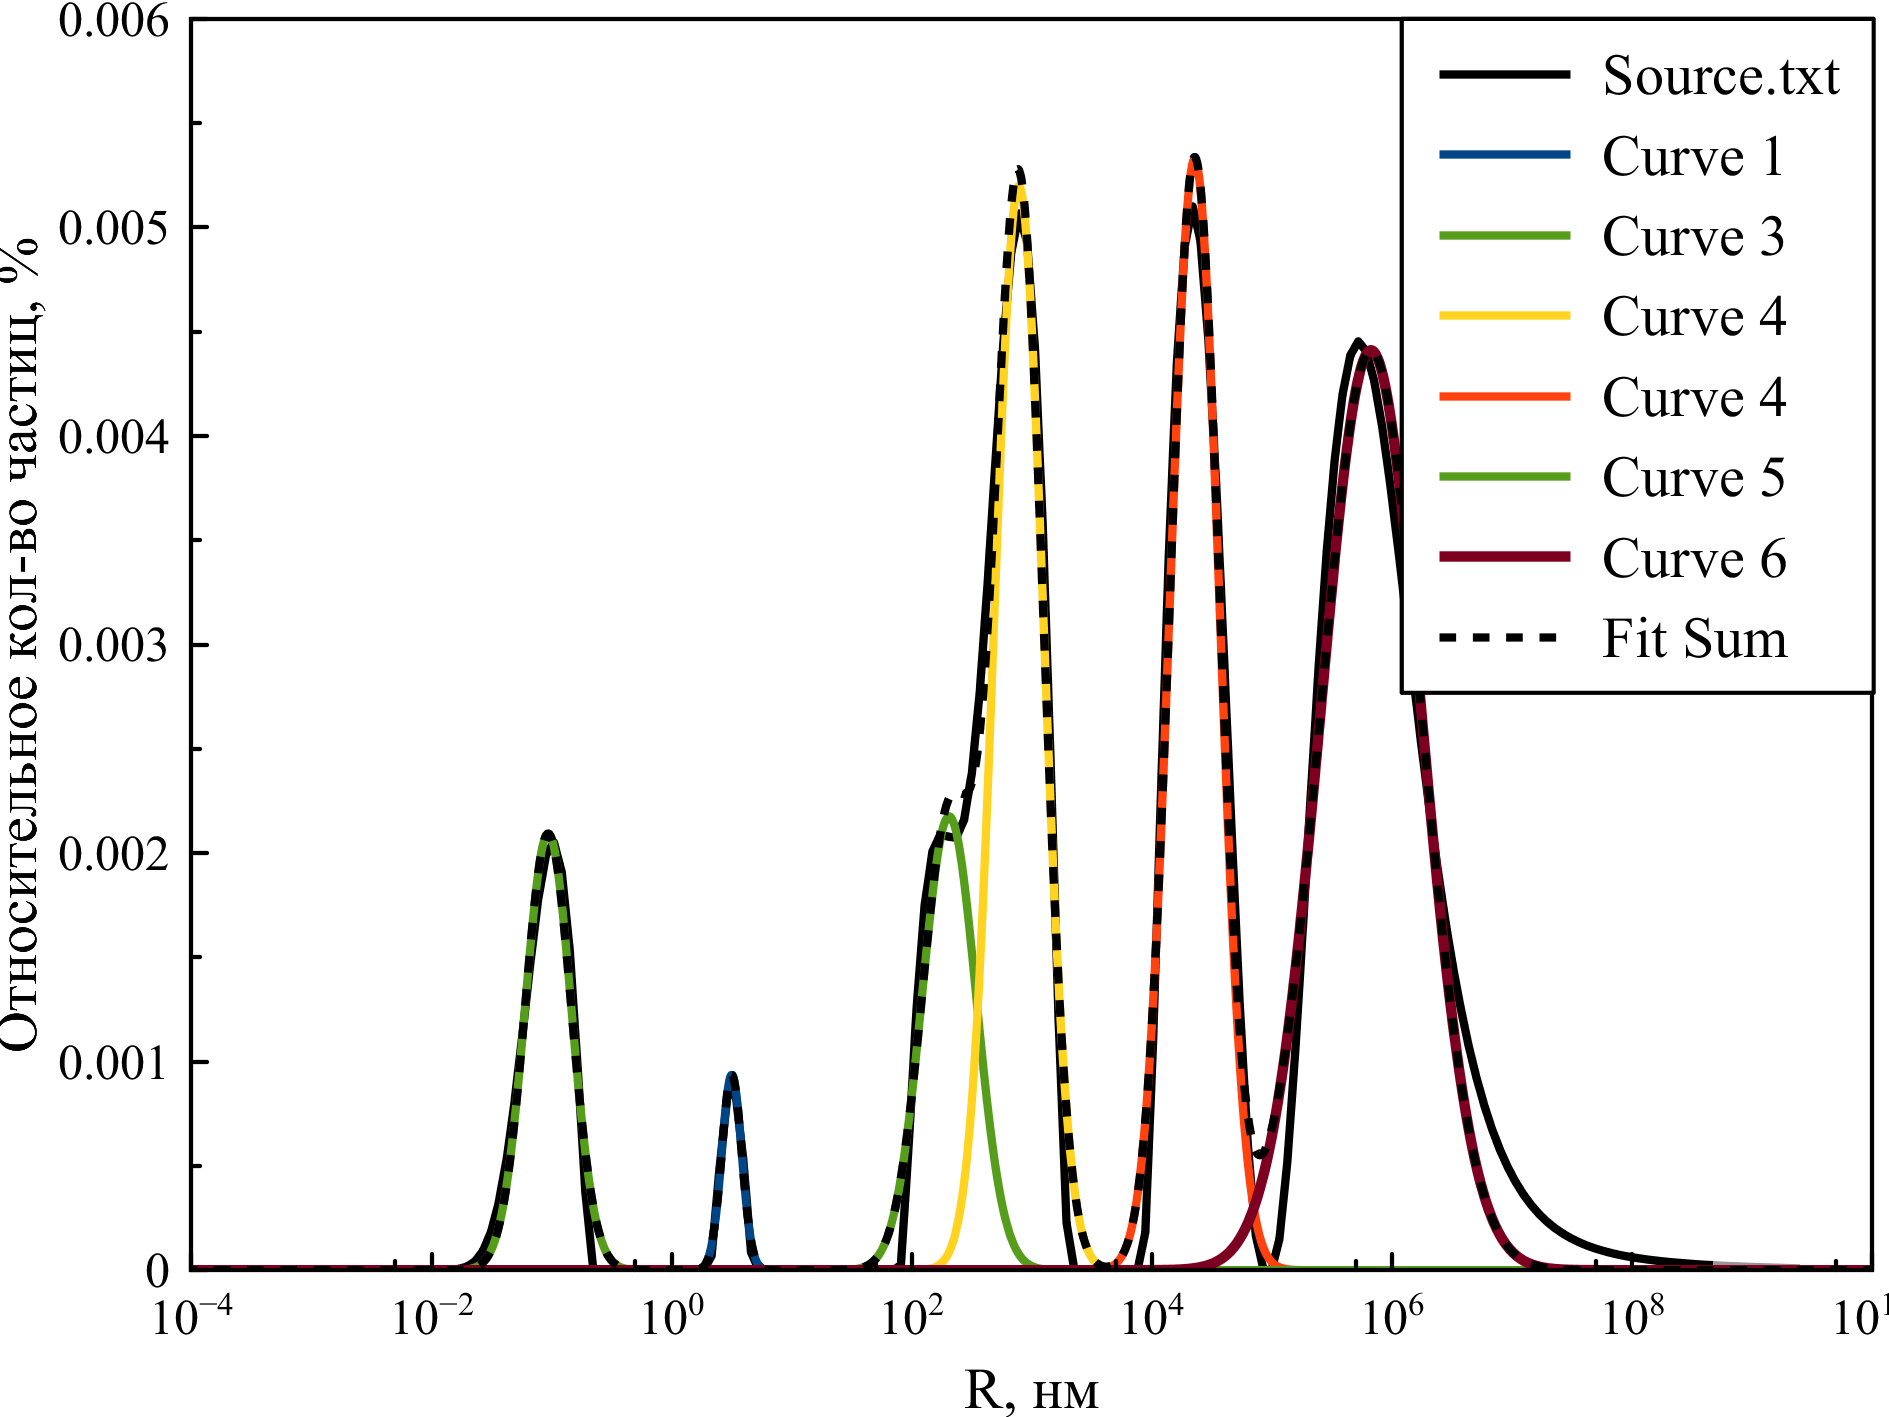 Относительное кол-во частиц, %
0.006
0.005
0.004
0.003
0.002
0.001
0
10⁻⁴ 10⁻² 10⁰ 10² 10⁴ 10⁶ 10⁸
R, нм
Source.txt
Curve 1
Curve 3
Curve 4
Curve 4
Curve 5
Curve 6
Fit Sum